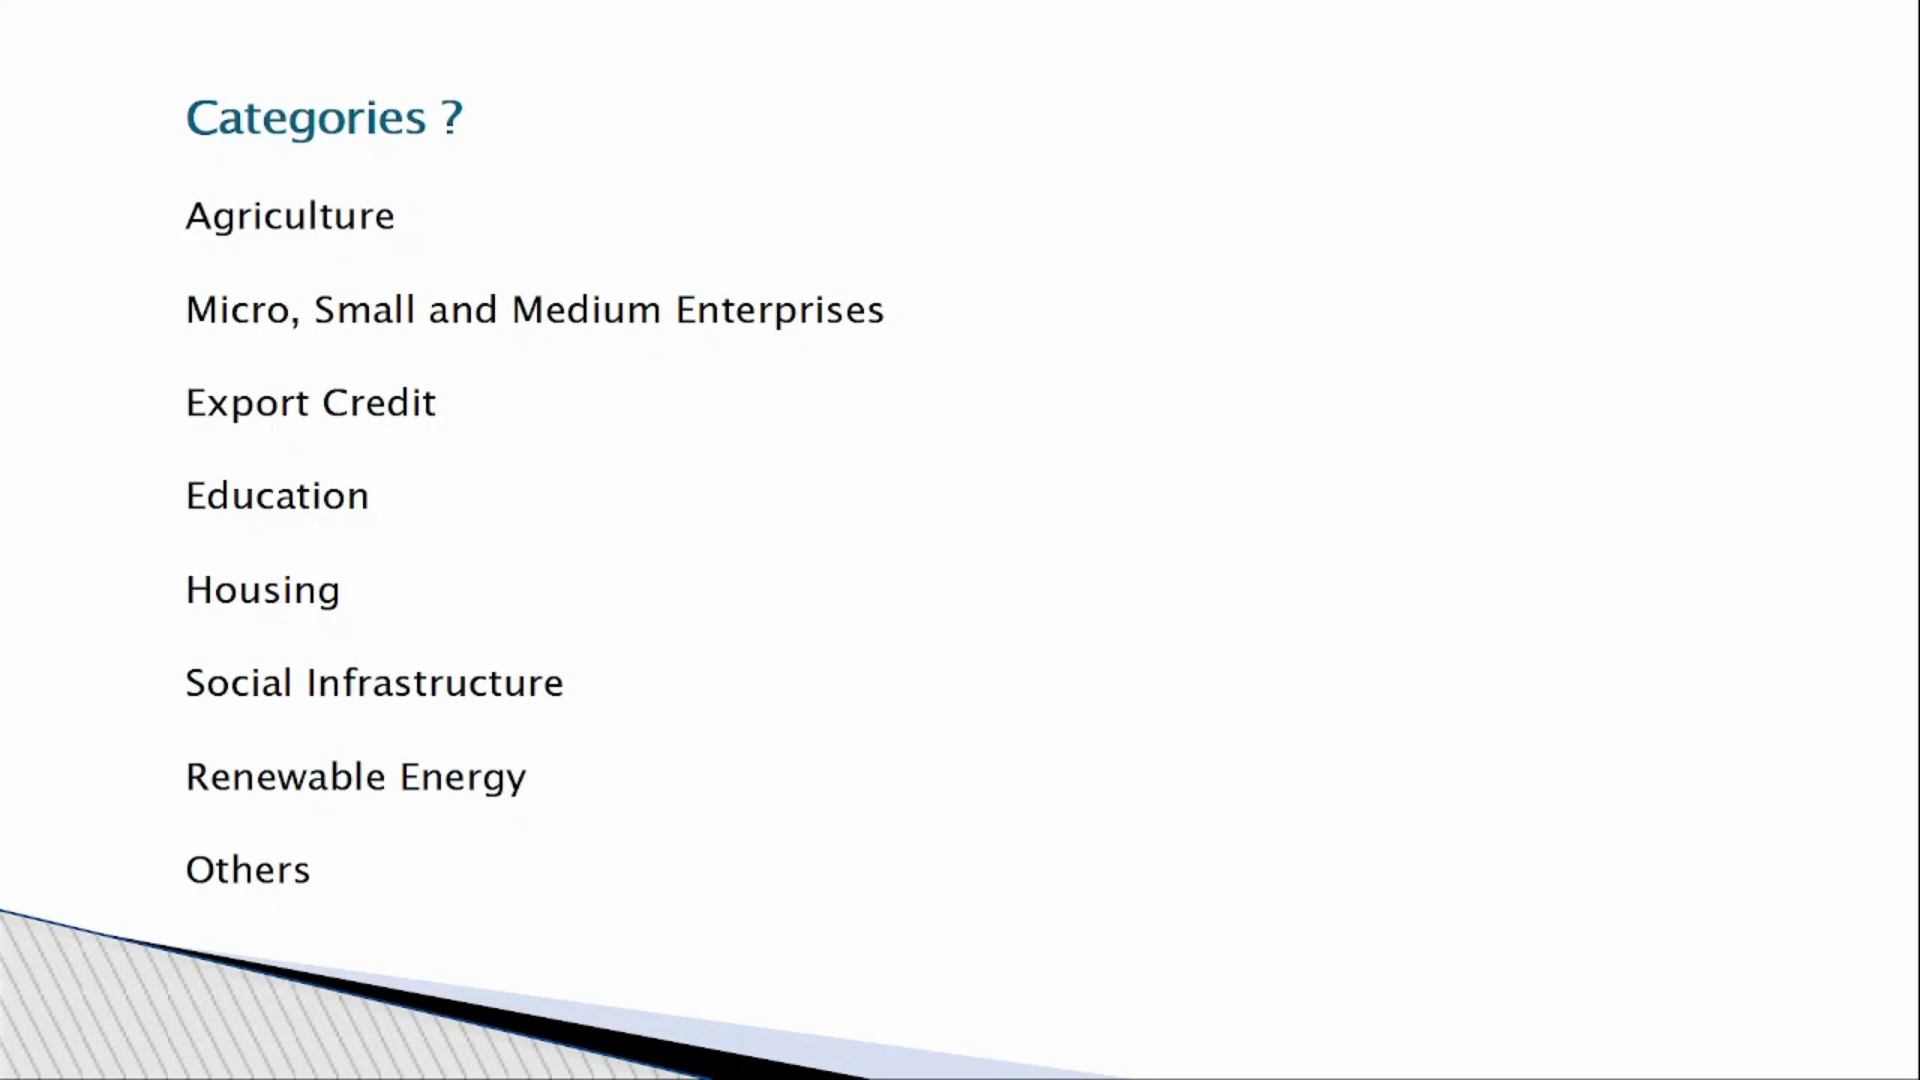 Categories ?
Agriculture
Micro, Small and Medium Enterprises
Export Credit
Education
Housing
Social Infrastructure
Renewable Energy
Others